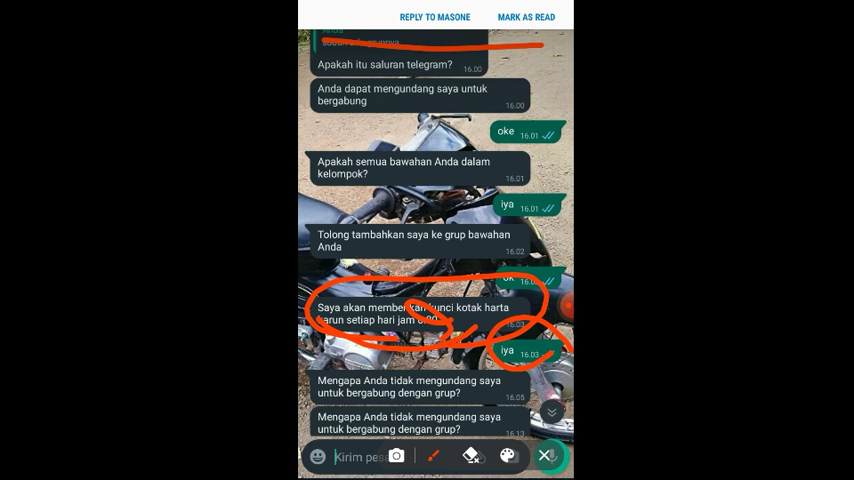 REPLY TO MASONE MARK AS READ
Apakah itu saluran telegram?
16.00
Anda dapat mengundang saya untuk
bergabung
16.00
oke 16.01
Apakah semua bawahan Anda dalam
kelompok?
16.01
iya 16.01
Tolong tambahkan saya ke grup bawahan
Anda
16.02
ok
Saya akan memberikan kunci kotak harta
karun setiap hari jam
16.03
iya 16.03
Mengapa Anda tidak mengundang saya
untuk bergabung dengan grup?
16.05
Mengapa Anda tidak mengundang saya
untuk bergabung dengan grup?
16.13
Kirim pes